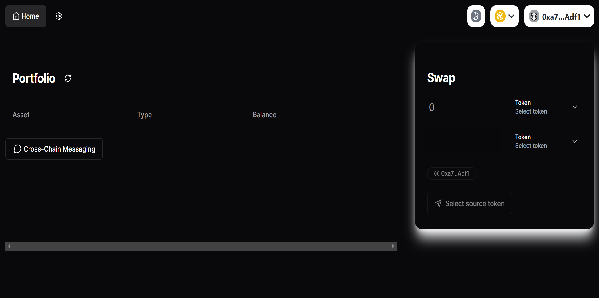 Home
0xa7...Adf1
Portfolio
Asset Type Balance
Cross-Chain Messaging
Swap
0
Token
Select token
Token
Select token
0xa7...Adf1
Select source token